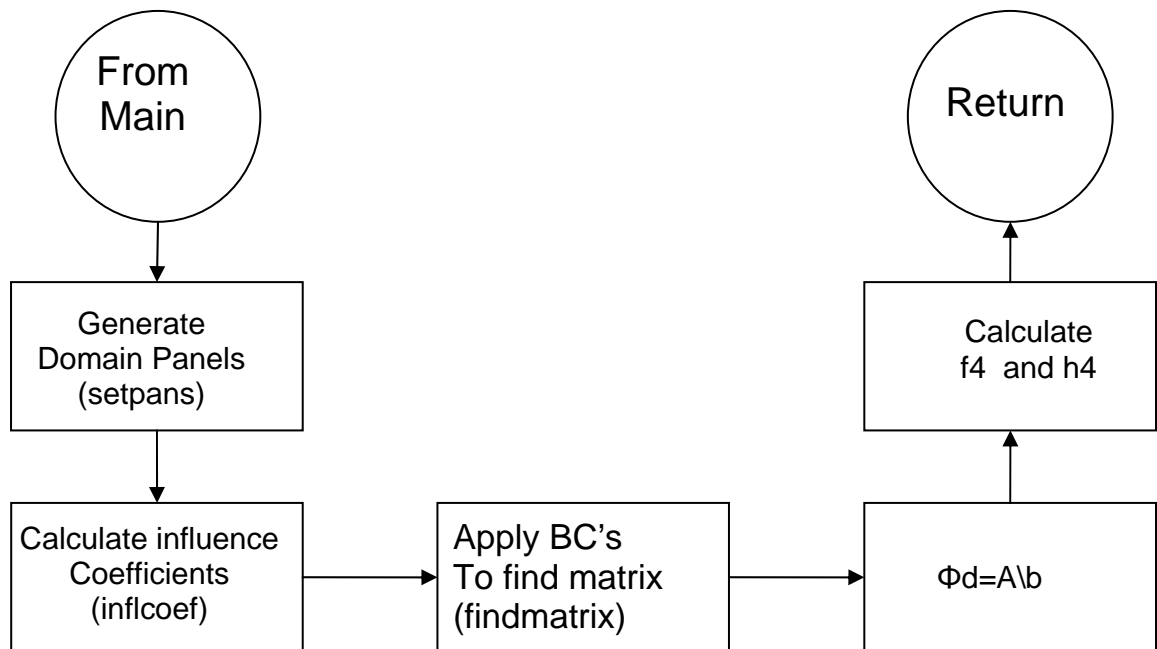 From
Main
Generate
Domain Panels
(setpans)
Calculate influence
Coefficients
(inflcoef)
Apply BC’s
To find matrix
(findmatrix)
Φd=A\b
Calculate
f4 and h4
Return